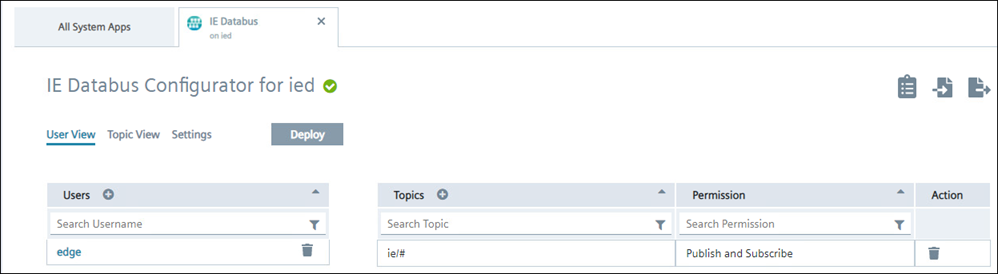 All System Apps
IE Databus
on ied
IE Databus Configurator for ied
User View Topic View Settings Deploy
Users Topics Permission Action
Search Username Search Topic Search Permission
edge ie/# Publish and Subscribe